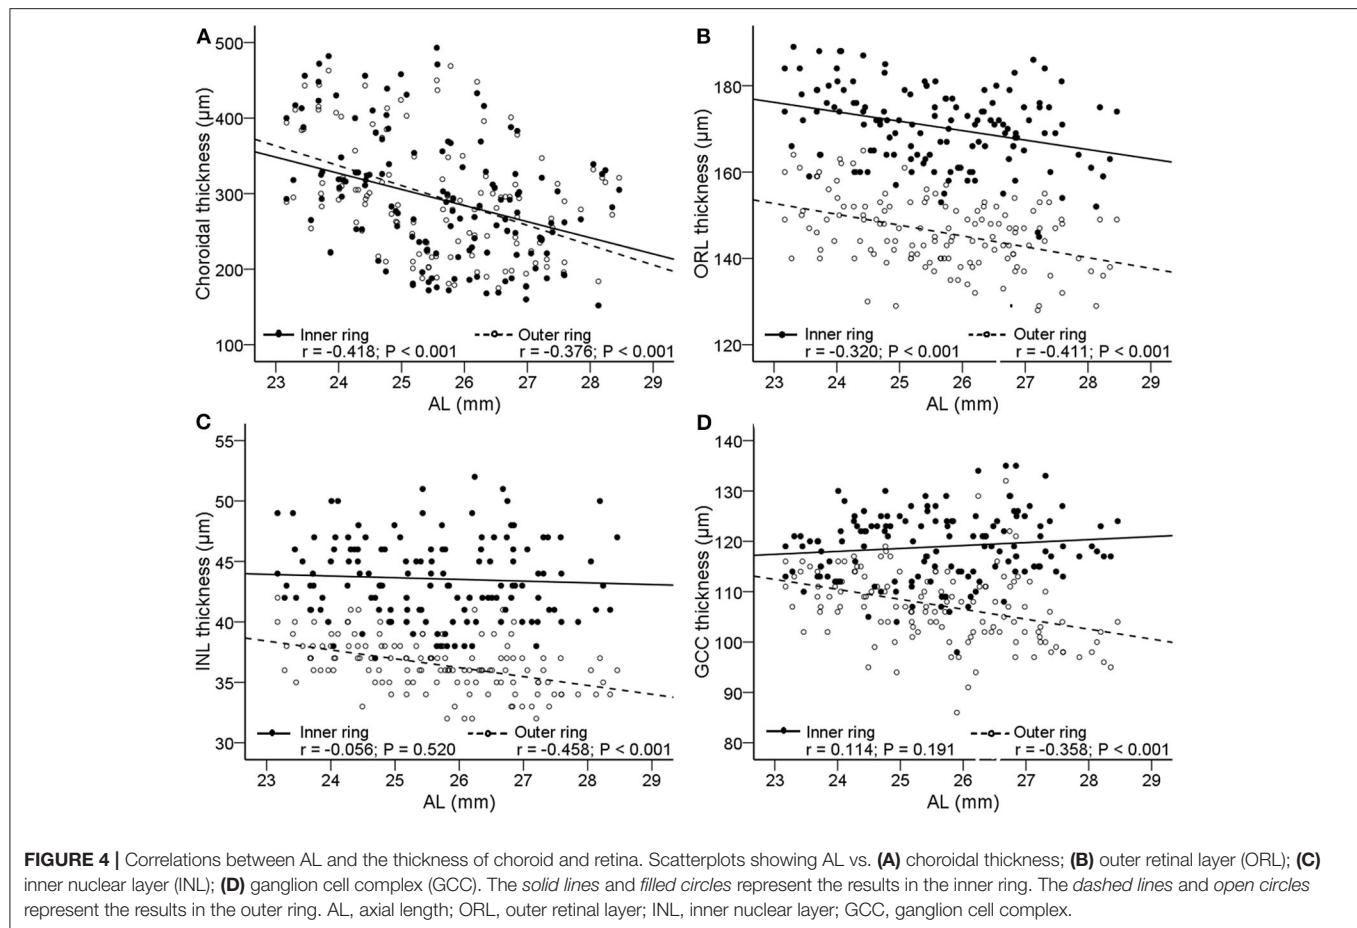 A
500
400
300
200
100
Choroidal thickness (µm)
Inner ring
r = -0.418; P < 0.001
Outer ring
r = -0.376; P < 0.001
23 24 25 26 27 28 29
AL (mm)
B
180
160
140
120
ORL thickness (µm)
Inner ring
r = -0.320; P < 0.001
Outer ring
r = -0.411; P < 0.001
23 24 25 26 27 28 29
AL (mm)
C
55
50
45
40
35
30
INL thickness (µm)
Inner ring
r = -0.056; P = 0.520
Outer ring
r = -0.458; P < 0.001
23 24 25 26 27 28 29
AL (mm)
D
140
130
120
110
100
90
80
GCC thickness (µm)
Inner ring
r = 0.114; P = 0.191
Outer ring
r = -0.358; P < 0.001
23 24 25 26 27 28 29
AL (mm)
FIGURE 4 | Correlations between AL and the thickness of choroid and retina. Scatterplots showing AL vs. (A) choroidal thickness; (B) outer retinal layer (ORL); (C)
inner nuclear layer (INL); (D) ganglion cell complex (GCC). The solid lines and filled circles represent the results in the inner ring. The dashed lines and open circles
represent the results in the outer ring. AL, axial length; ORL, outer retinal layer; INL, inner nuclear layer; GCC, ganglion cell complex.